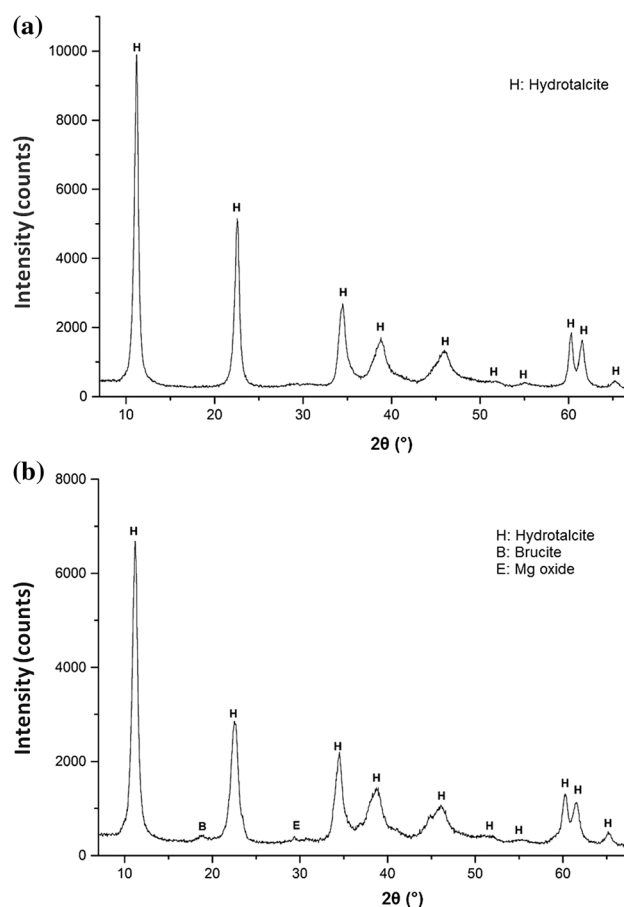 (a)
H
10000
H: Hydrotalcite
8000
Intensity (counts)
6000
H
4000
H
H
H
H H
2000
H H H
0
10 20 30 40 50 60
2θ (°)
(b)
8000
H: Hydrotalcite
B: Brucite
E: Mg oxide
H
6000
Intensity (counts)
4000
H
H
2000
H
H
H H
B E H H H
0
10 20 30 40 50 60
2θ (°)